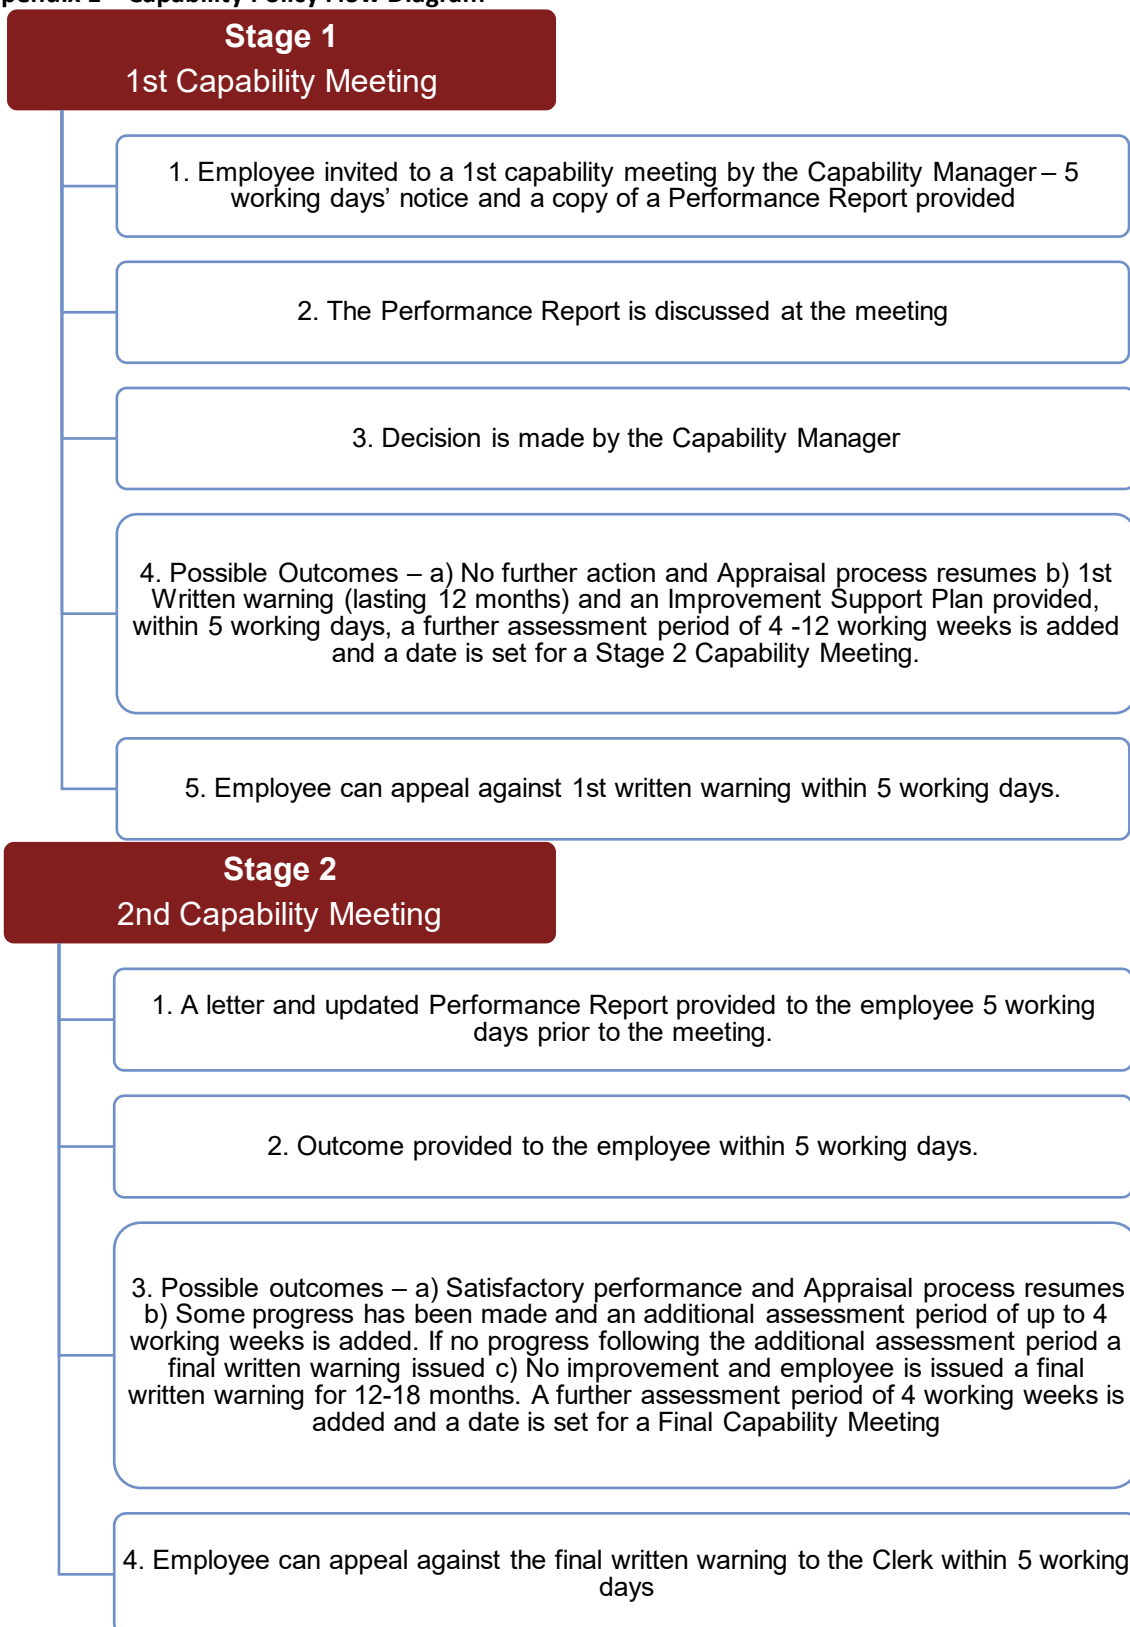 Capability Policy Flow Diagram
Stage 1
1st Capability Meeting
1. Employee invited to a 1st capability meeting by the Capability Manager – 5
working days’ notice and a copy of a Performance Report provided
2. The Performance Report is discussed at the meeting
3. Decision is made by the Capability Manager
4. Possible Outcomes – a) No further action and Appraisal process resumes b) 1st
Written warning (lasting 12 months) and an Improvement Support Plan provided,
within 5 working days, a further assessment period of 4 -12 working weeks is added
and a date is set for a Stage 2 Capability Meeting.
5. Employee can appeal against 1st written warning within 5 working days.
Stage 2
2nd Capability Meeting
1. A letter and updated Performance Report provided to the employee 5 working
days prior to the meeting.
2. Outcome provided to the employee within 5 working days.
3. Possible outcomes – a) Satisfactory performance and Appraisal process resumes
b) Some progress has been made and an additional assessment period of up to 4
working weeks is added. If no progress following the additional assessment period a
final written warning issued c) No improvement and employee is issued a final
written warning for 12-18 months. A further assessment period of 4 working weeks is
added and a date is set for a Final Capability Meeting
4. Employee can appeal against the final written warning to the Clerk within 5 working
days